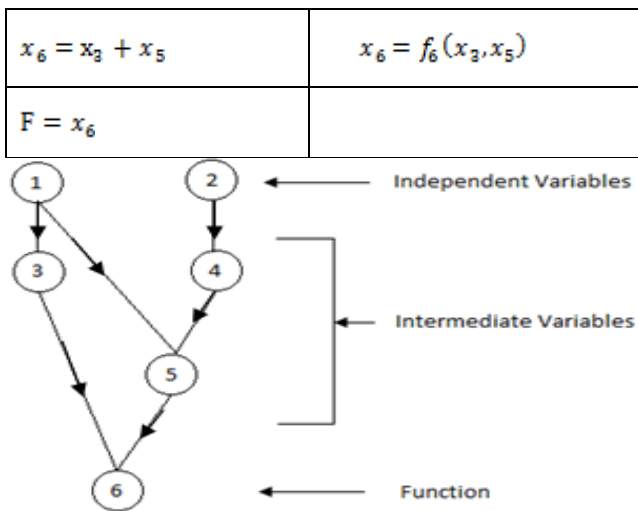 x₆ = x₃ + x₅
x₆ = f₆(x₃, x₅)
F = x₆
1
2
Independent Variables
3
4
Intermediate Variables
5
6
Function